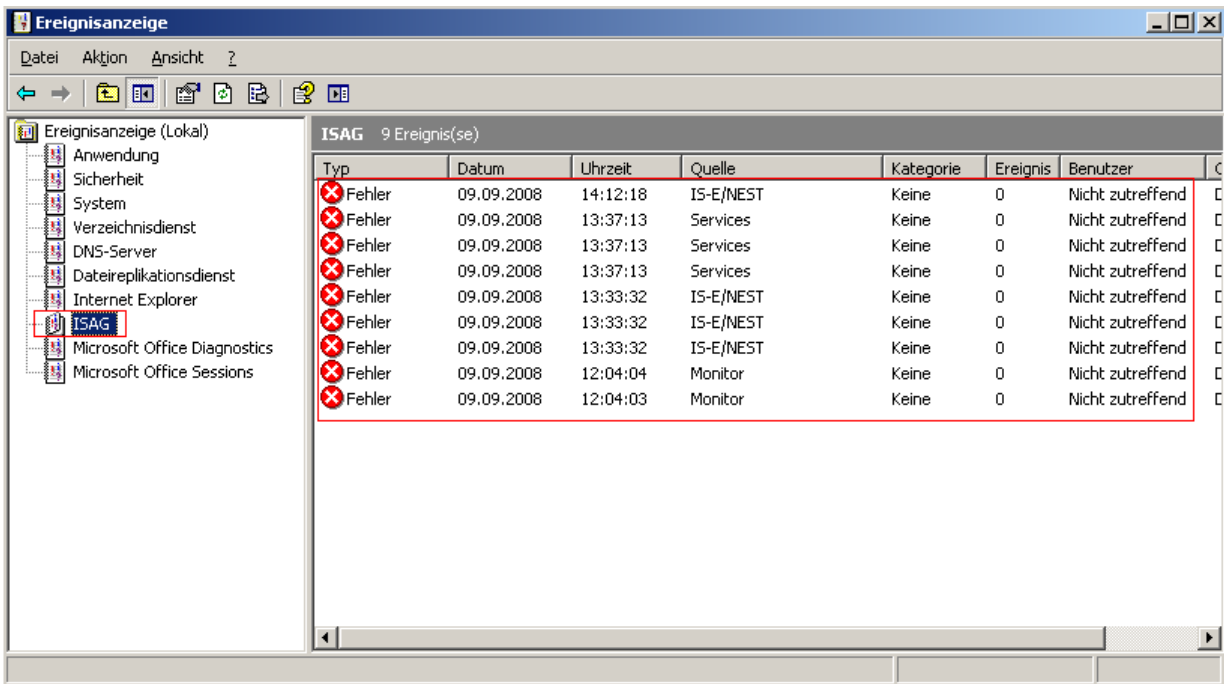 Ereignisanzeige
Datei Aktion Ansicht ?
Ereignisanzeige (Lokal)
Anwendung
Sicherheit
System
Verzeichnisdienst
DNS-Server
Dateireplikationsdienst
Internet Explorer
ISAG
Microsoft Office Diagnostics
Microsoft Office Sessions
ISAG 9 Ereignis(se)
Typ Datum Uhrzeit Quelle Kategorie Ereignis Benutzer
Fehler 09.09.2008 14:12:18 IS-E/NEST Keine 0 Nicht zutreffend
Fehler 09.09.2008 13:37:13 Services Keine 0 Nicht zutreffend
Fehler 09.09.2008 13:37:13 Services Keine 0 Nicht zutreffend
Fehler 09.09.2008 13:37:13 Services Keine 0 Nicht zutreffend
Fehler 09.09.2008 13:33:32 IS-E/NEST Keine 0 Nicht zutreffend
Fehler 09.09.2008 13:33:32 IS-E/NEST Keine 0 Nicht zutreffend
Fehler 09.09.2008 13:33:32 IS-E/NEST Keine 0 Nicht zutreffend
Fehler 09.09.2008 12:04:04 Monitor Keine 0 Nicht zutreffend
Fehler 09.09.2008 12:04:03 Monitor Keine 0 Nicht zutreffend